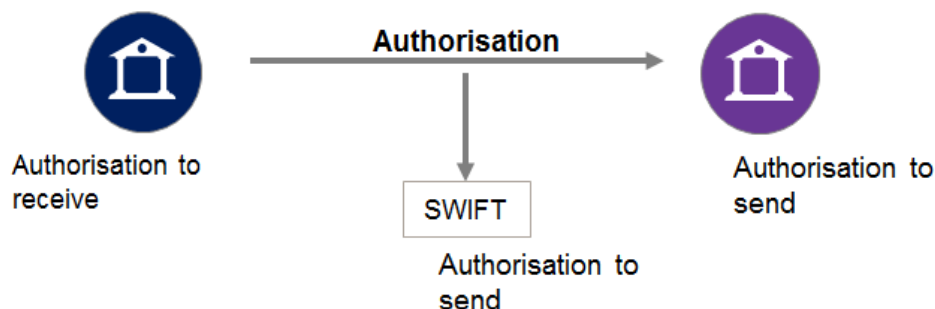 Authorisation
Authorisation to
receive
SWIFT
Authorisation to
send
Authorisation to
send